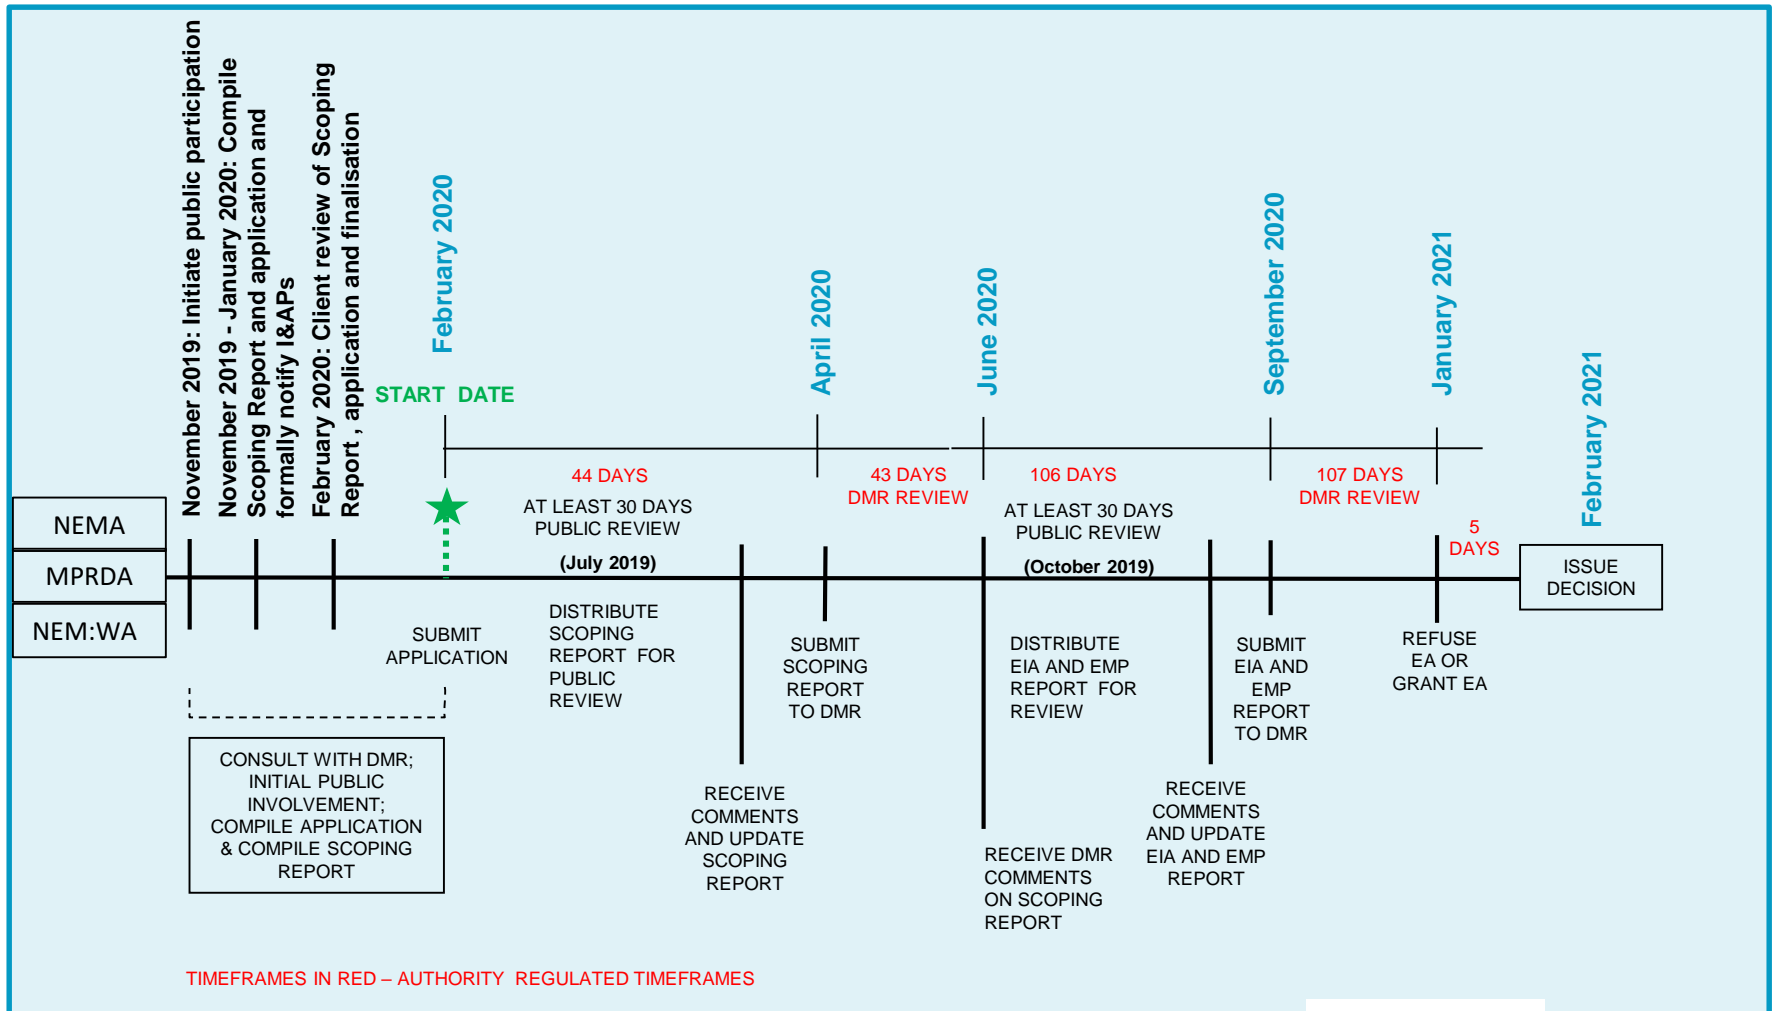 November 2019: Initiate public participation
November 2019 - January 2020: Compile
Scoping Report and application and
formally notify I&APs
February 2020: Client review of Scoping
Report , application and finalisation
February 2020
April 2020
June 2020
September 2020
January 2021
February 2021
START DATE
44 DAYS
AT LEAST 30 DAYS
PUBLIC REVIEW
(July 2019)
43 DAYS
DMR REVIEW
106 DAYS
AT LEAST 30 DAYS
PUBLIC REVIEW
(October 2019)
107 DAYS
DMR REVIEW
5
DAYS
NEMA
MPRDA
NEM:WA
ISSUE
DECISION
SUBMIT
APPLICATION
DISTRIBUTE
SCOPING
REPORT FOR
PUBLIC
REVIEW
SUBMIT
SCOPING
REPORT
TO DMR
DISTRIBUTE
EIA AND EMP
REPORT FOR
REVIEW
SUBMIT
EIA AND
EMP
REPORT
TO DMR
REFUSE
EA OR
GRANT EA
CONSULT WITH DMR;
INITIAL PUBLIC
INVOLVEMENT;
COMPILE APPLICATION
& COMPILE SCOPING
REPORT
RECEIVE
COMMENTS
AND UPDATE
SCOPING
REPORT
RECEIVE DMR
COMMENTS
ON SCOPING
REPORT
RECEIVE
COMMENTS
AND UPDATE
EIA AND EMP
REPORT
TIMEFRAMES IN RED – AUTHORITY REGULATED TIMEFRAMES